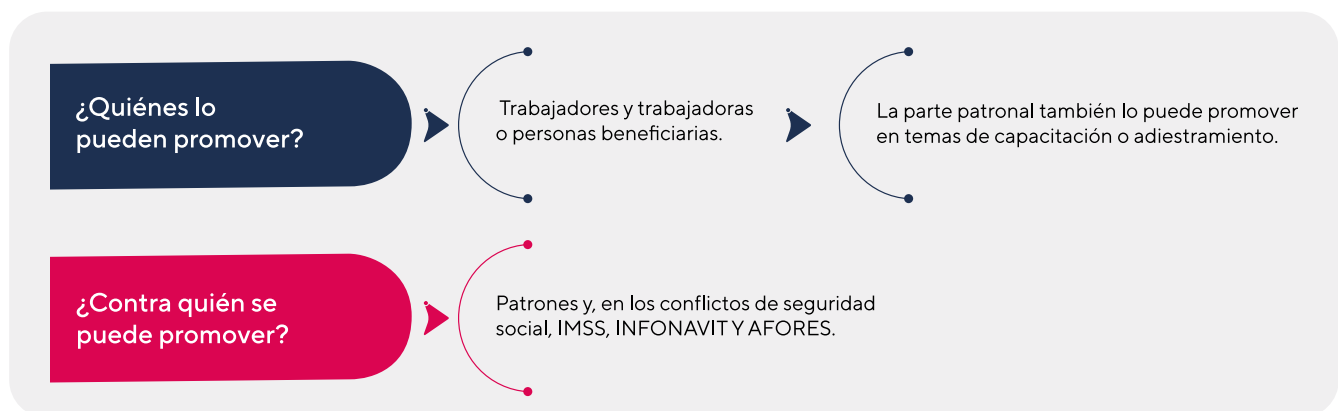 ¿Quiénes lo
pueden promover?
Trabajadores y trabajadoras
o personas beneficiarias.
La parte patronal también lo puede promover
en temas de capacitación o adiestramiento.
¿Contra quién se
puede promover?
Patrones y, en los conflictos de seguridad
social, IMSS, INFONAVIT Y AFORES.